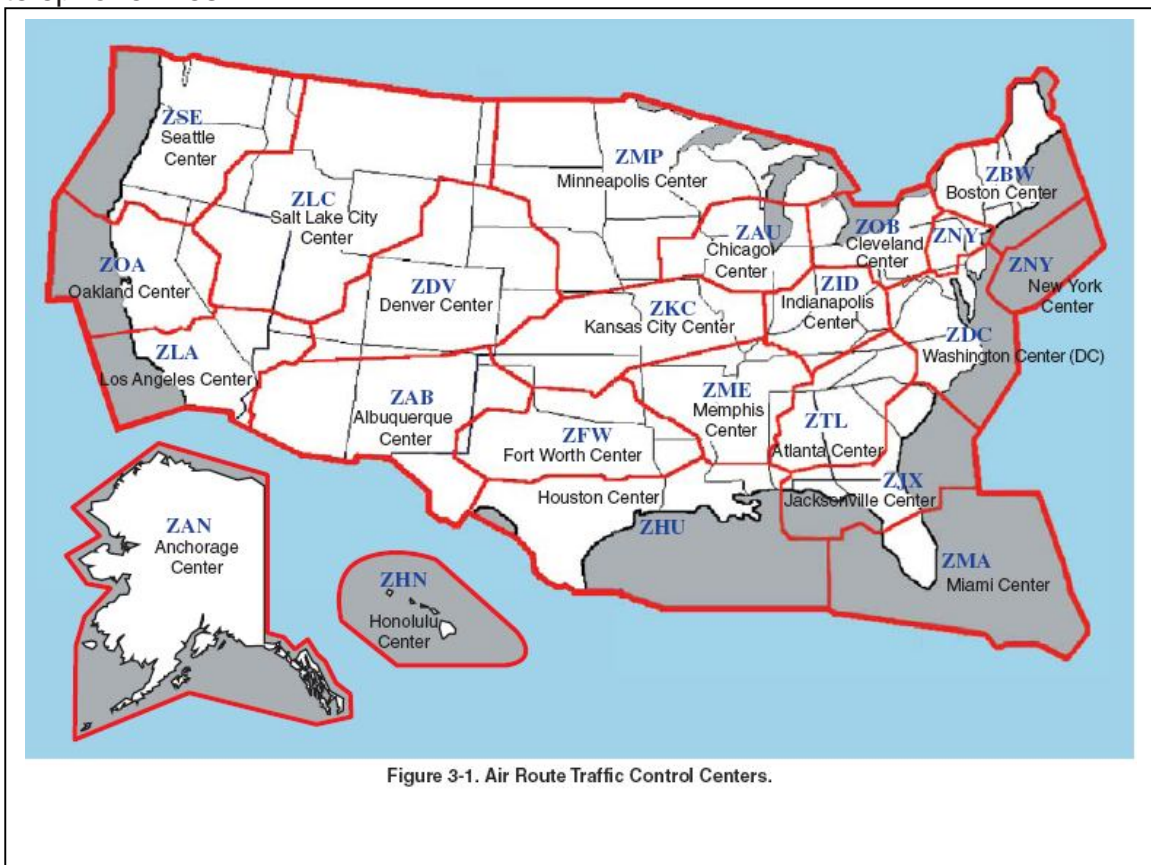 ZSE
Seattle
Center
ZLC
Salt Lake City
Center
ZMP
Minneapolis Center
ZBW
Boston Center
ZOA
Oakland Center
ZDV
Denver Center
ZAU
Chicago
Center
ZOB
Cleveland
Center
ZNY
ZNY
New York
Center
ZID
Indianapolis
Center
ZKC
Kansas City Center
ZDC
Washington Center (DC)
ZLA
Los Angeles Center
ZAB
Albuquerque
Center
ZME
Memphis
Center
ZTL
Atlanta Center
ZFW
Fort Worth Center
Houston Center
ZHU
ZJX
Jacksonville Center
ZMA
Miami Center
ZAN
Anchorage
Center
ZHN
Honolulu
Center
Figure 3-1. Air Route Traffic Control Centers.